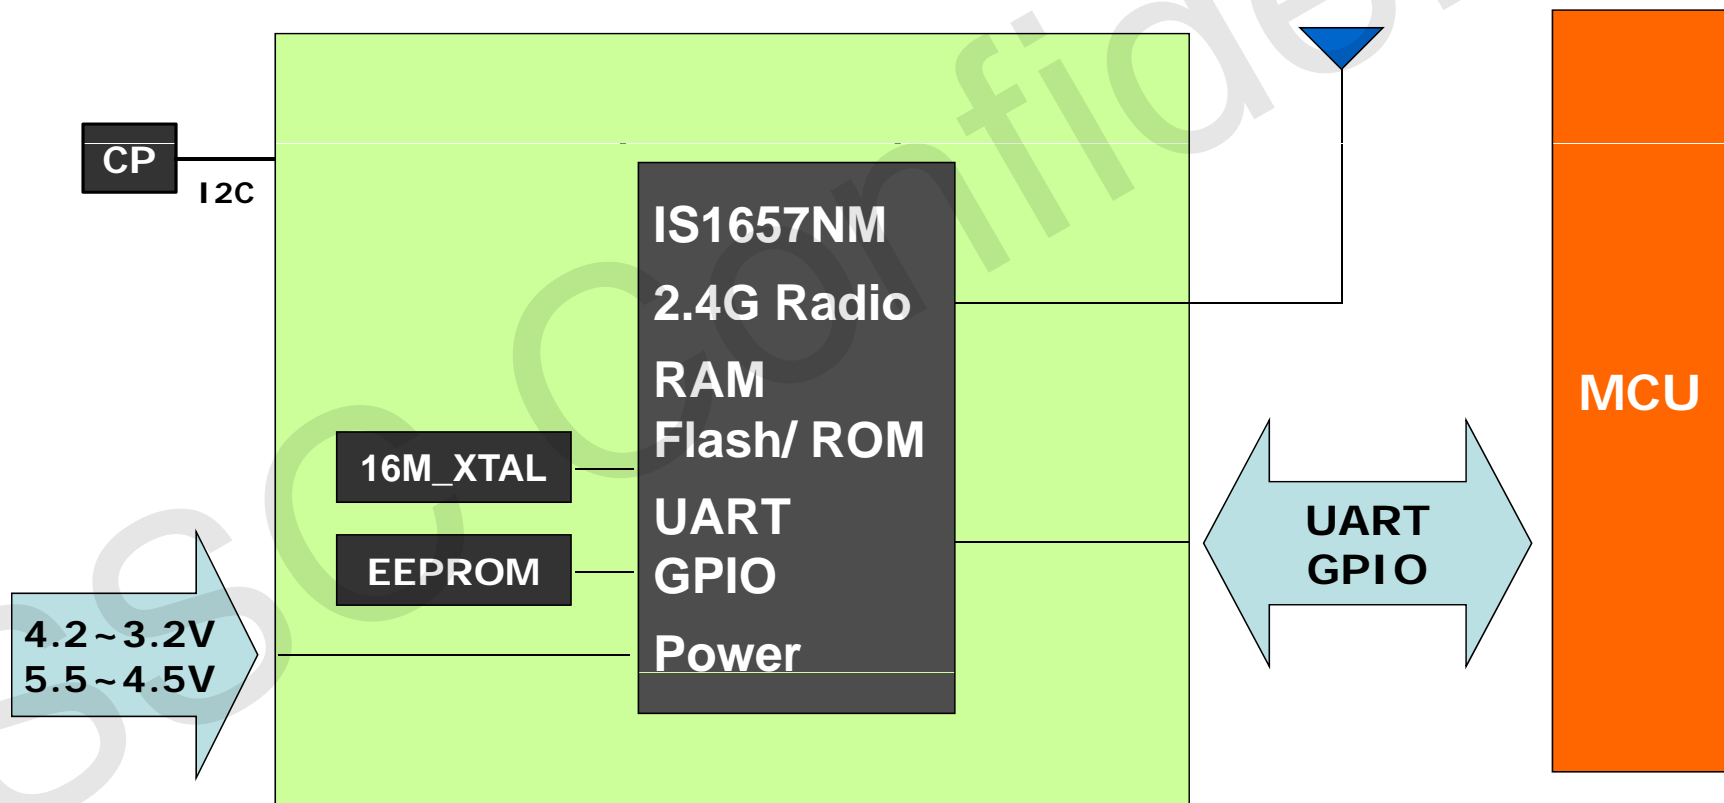 CP
I2C
IS1657NM
2.4G Radio
RAM
Flash/ ROM
UART
GPIO
Power
16M_XTAL
EEPROM
4.2~3.2V
5.5~4.5V
UART
GPIO
MCU